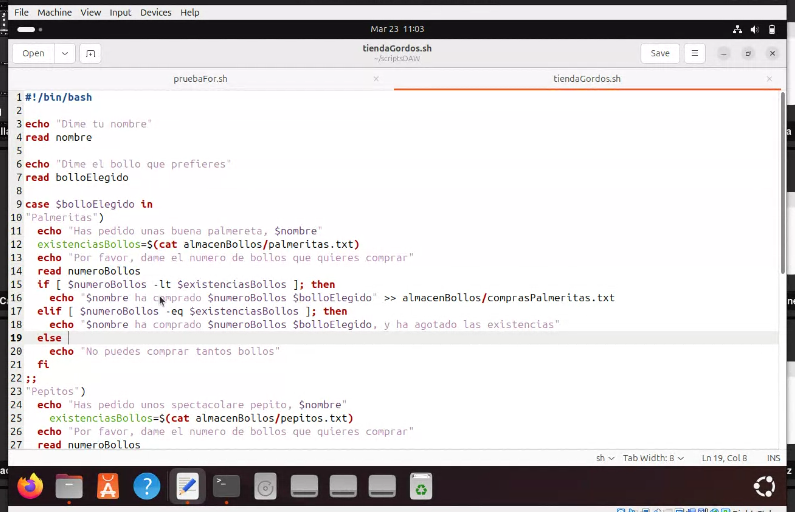 File Machine View Input Devices Help
Mar 23 11:03
Open
tiendaGordos.sh
~/scriptsDAW
Save
pruebaFor.sh
tiendaGordos.sh
1 #!/bin/bash
2
3 echo "Dime tu nombre"
4 read nombre
5
6 echo "Dime el bollo que prefieres"
7 read bolloElegido
8
9 case $bolloElegido in
10 "Palmeritas")
11 echo "Has pedido unas buena palmereta, $nombre"
12 existenciasBollos=$(cat almacenBollos/palmeritas.txt)
13 echo "Por favor, dame el numero de bollos que quieres comprar"
14 read numeroBollos
15 if [ $numeroBollos -lt $existenciasBollos ]; then
16 echo "$nombre ha comprado $numeroBollos $bolloElegido" >> almacenBollos/comprasPalmeritas.txt
17 elif [ $numeroBollos -eq $existenciasBollos ]; then
18 echo "$nombre ha comprado $numeroBollos $bolloElegido, y ha agotado las existencias"
19 else
20 echo "No puedes comprar tantos bollos"
21 fi
22 ;;
23 "Pepitos")
24 echo "Has pedido unos spectacolare pepito, $nombre"
25 existenciasBollos=$(cat almacenBollos/pepitos.txt)
26 echo "Por favor, dame el numero de bollos que quieres comprar"
27 read numeroBollos
sh Tab Width: 8 Ln 19, Col 8 INS